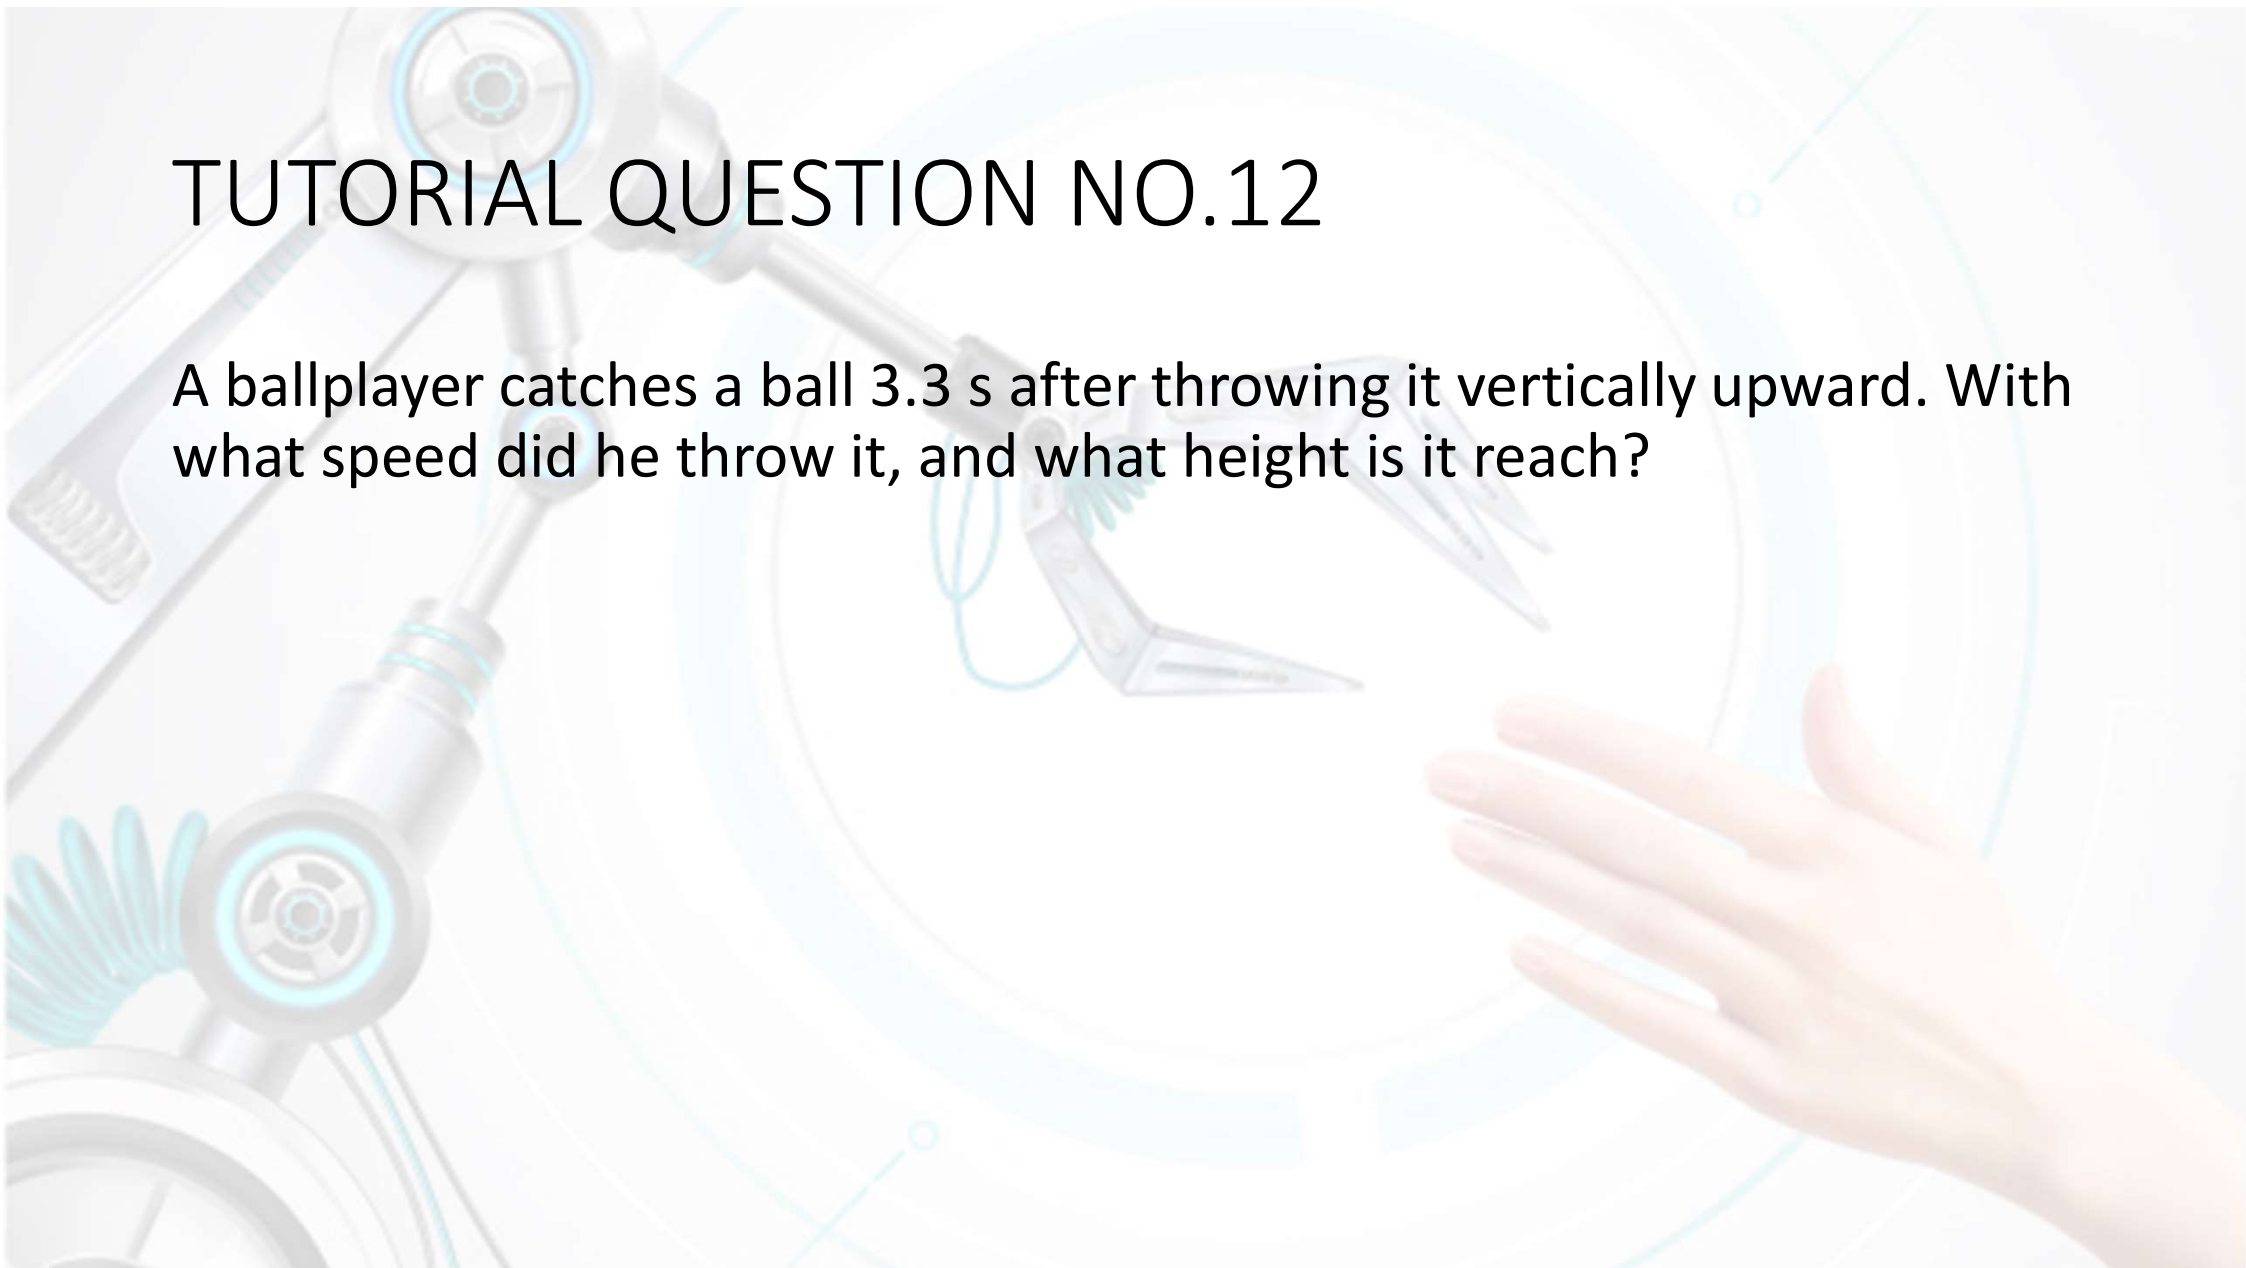 TUTORIAL QUESTION NO.12
A ballplayer catches a ball 3.3 s after throwing it vertically upward. With
what speed did he throw it, and what height is it reach?